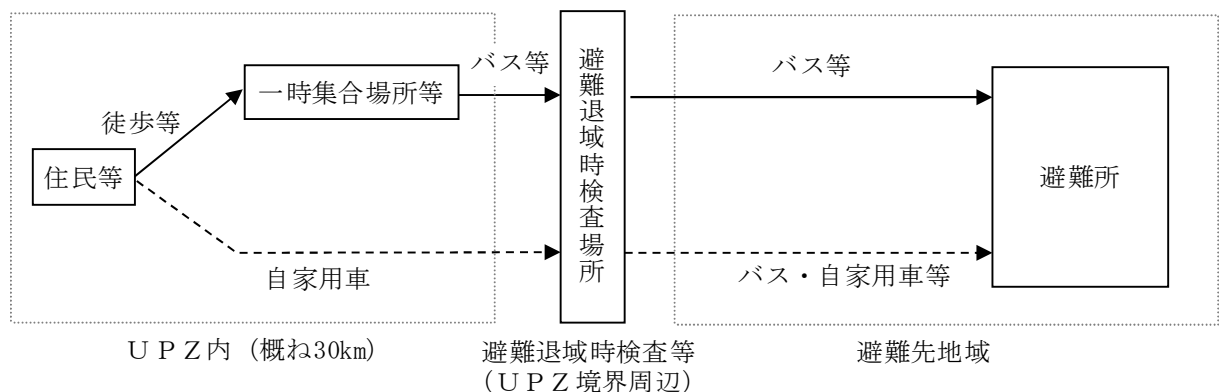 バス等
避難退域時検査場所
バス等
一時集合場所等
徒歩等
住民等
避難所
自家用車
バス・自家用車等
ＵＰＺ内（概ね30km）
避難退域時検査等
（ＵＰＺ境界周辺）
避難先地域